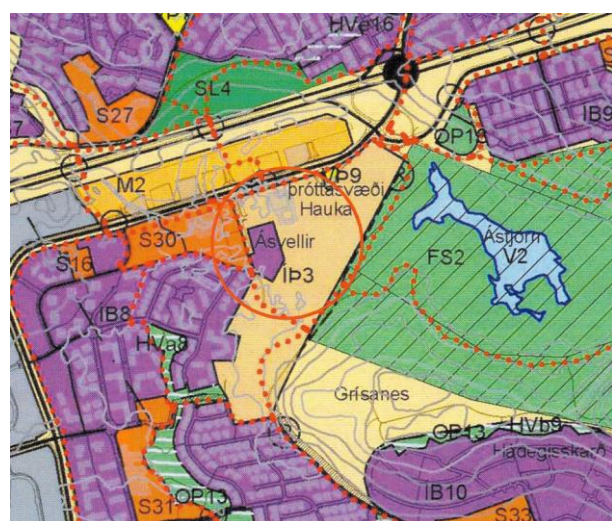 HVe16
SL4
S27
OP18
IB9
M2
VÞ9
Íþróttasvæði
Hauka
S30
Ásvellir
ÍÞ3
S16
IB8
FS2
Ástjörn
V2
HVa8
Grísanes
OP13
HVb9
Hádegisskarð
OP13
IB10
S31
S33